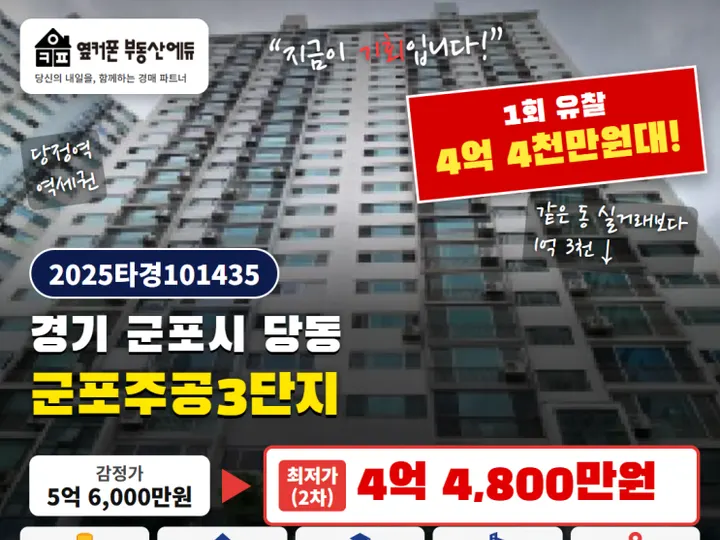 옆커폰 부동산에듀
당신의 내일을, 함께하는 경매 파트너
“지금이 기회입니다!”
1회 유찰
4억 4천만원대!
당정역
역세권
같은 동 실거래보다
1억 3천 ↓
2025타경101435
경기 군포시 당동
군포주공3단지
감정가
5억 6,000만원
최저가
(2차)
4억 4,800만원